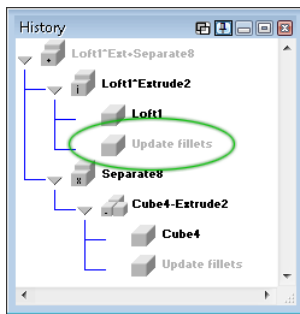 History
Loft1*Ext•Separate8
Loft1*Extrude2
Loft1
Update fillets
Separate8
Cube4-Extrude2
Cube4
Update fillets